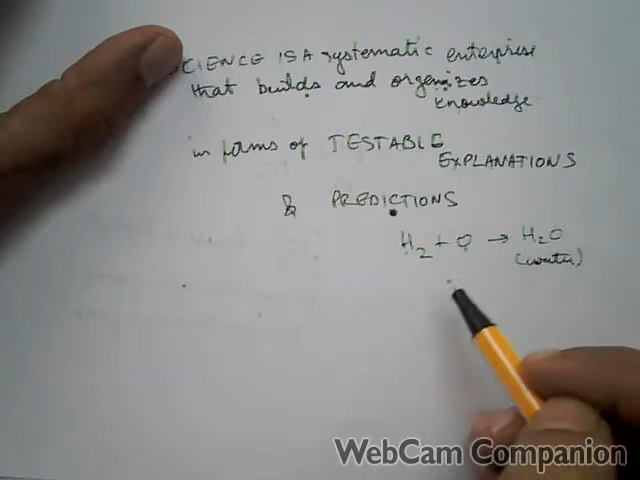 SCIENCE IS A systematic enterprise
that builds and organizes
knowledge
in forms of TESTABLE
EXPLANATIONS
& PREDICTIONS
H2 + O → H2O
(water)
WebCam Companion